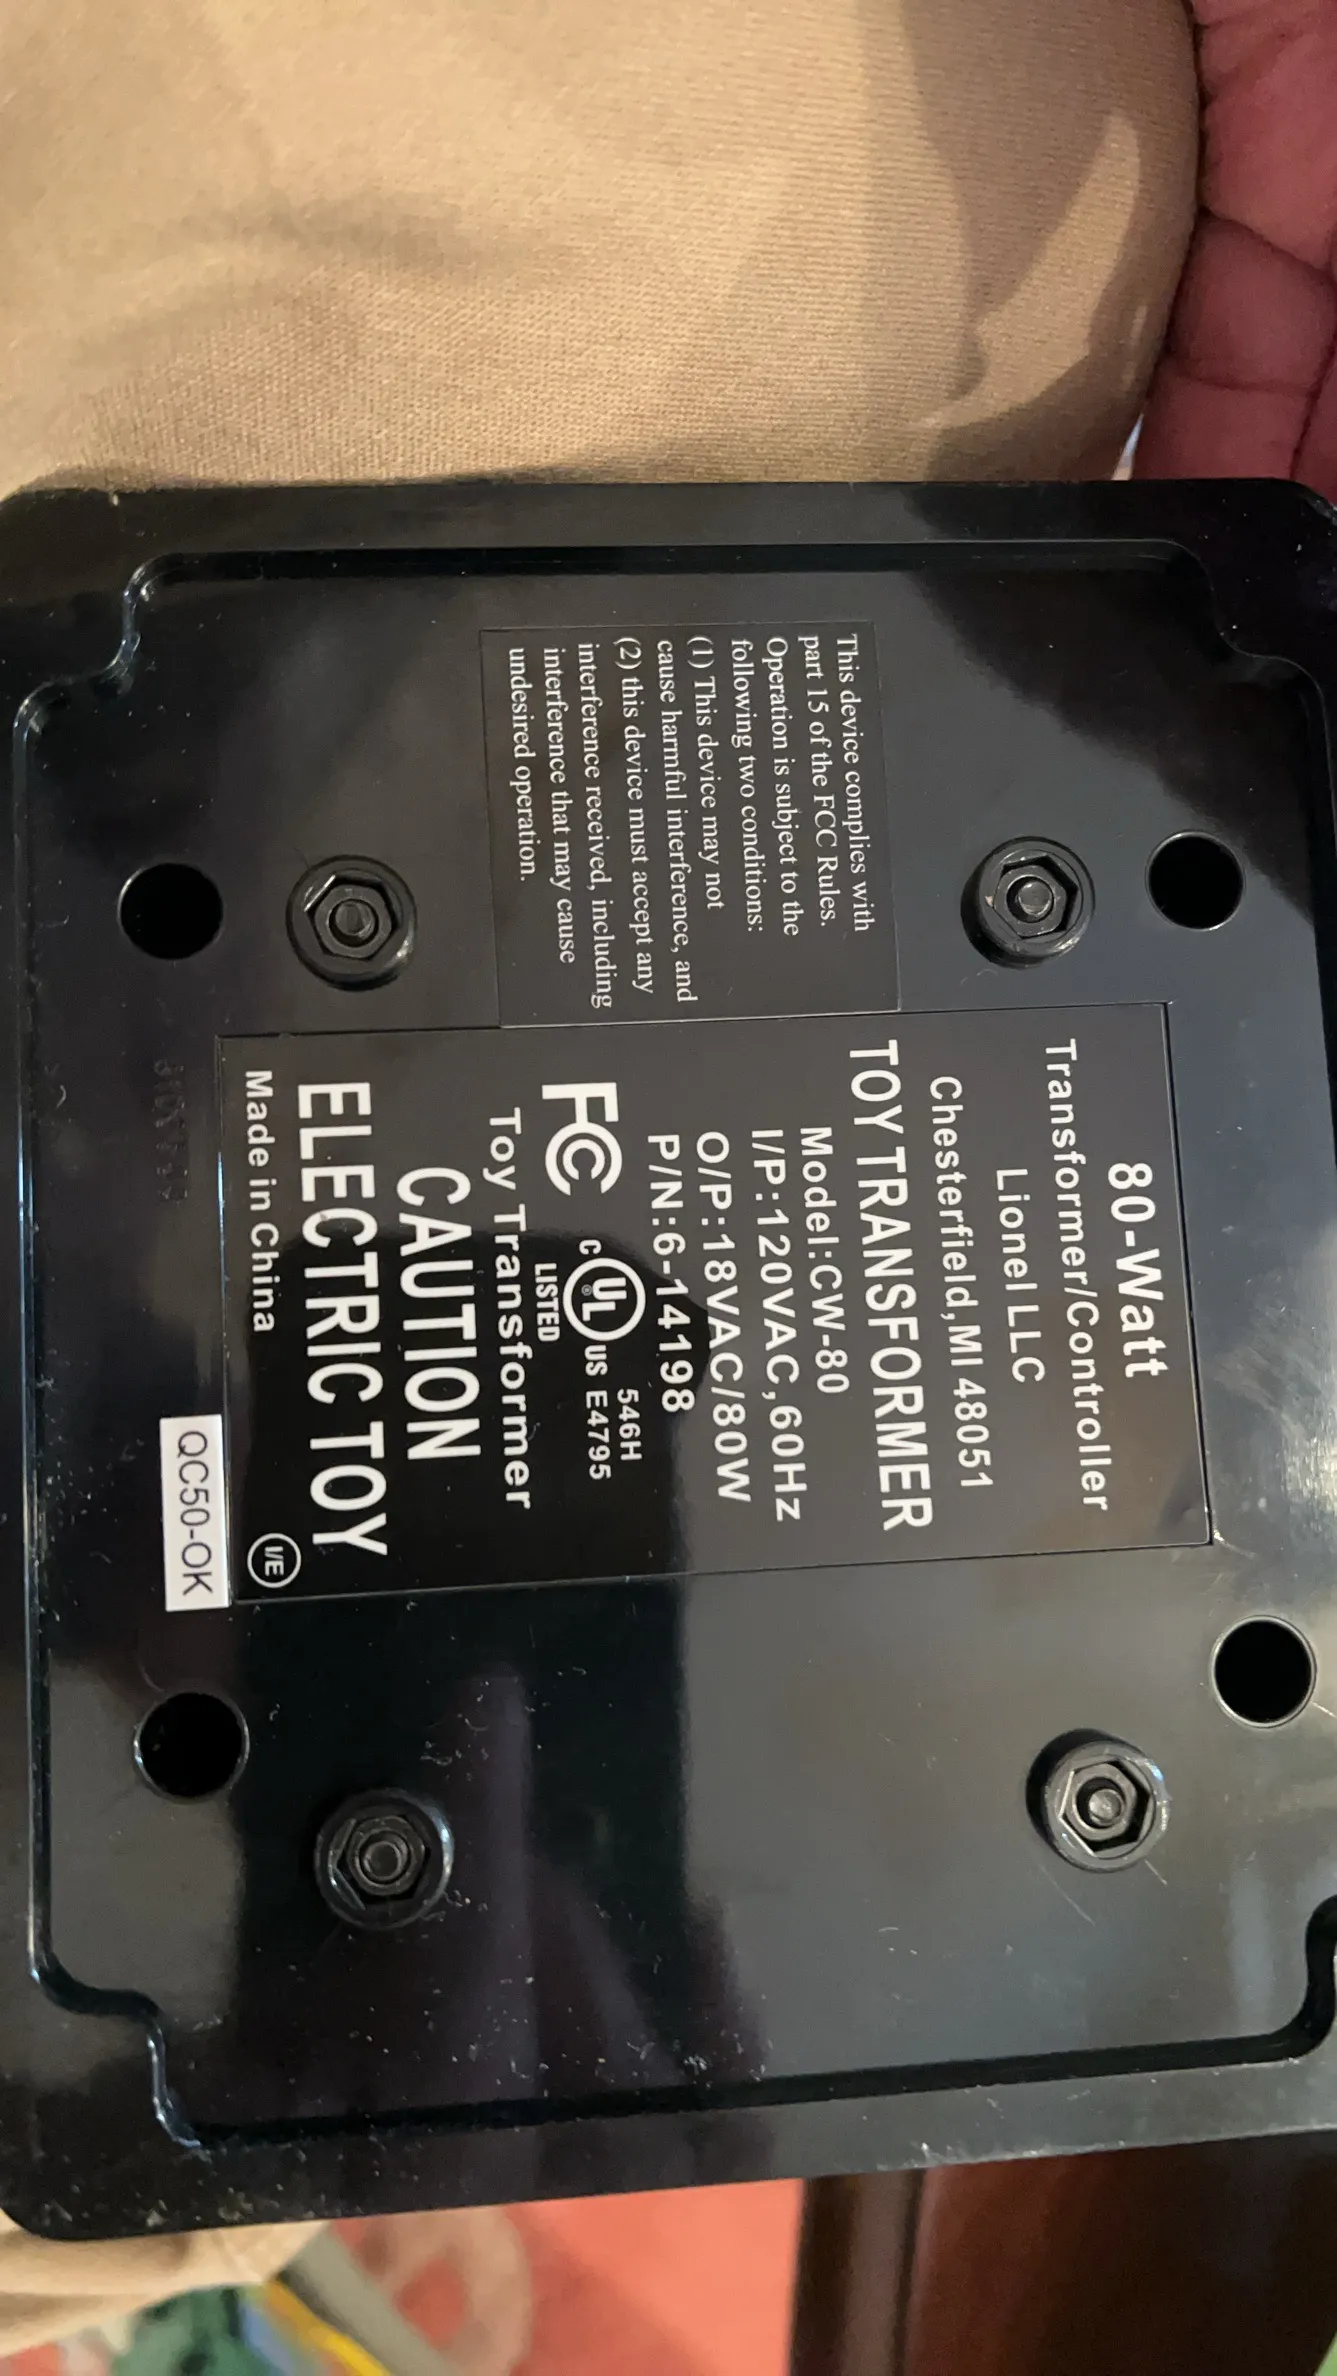 This device complies with
part 15 of the FCC Rules.
Operation is subject to the
following two conditions:
(1) This device may not
cause harmful interference, and
(2) this device must accept any
interference received, including
interference that may cause
undesired operation.
80-Watt
Transformer/Controller
Lionel LLC
Chesterfield,MI 48051
TOY TRANSFORMER
Model:CW-80
I/P:120VAC,60Hz
O/P:18VAC/80W
P/N:6-14198
FC
C UL ® US
LISTED
546H
E4795
Toy Transformer
CAUTION
ELECTRIC TOY
Made in China
I/E
QC50-OK